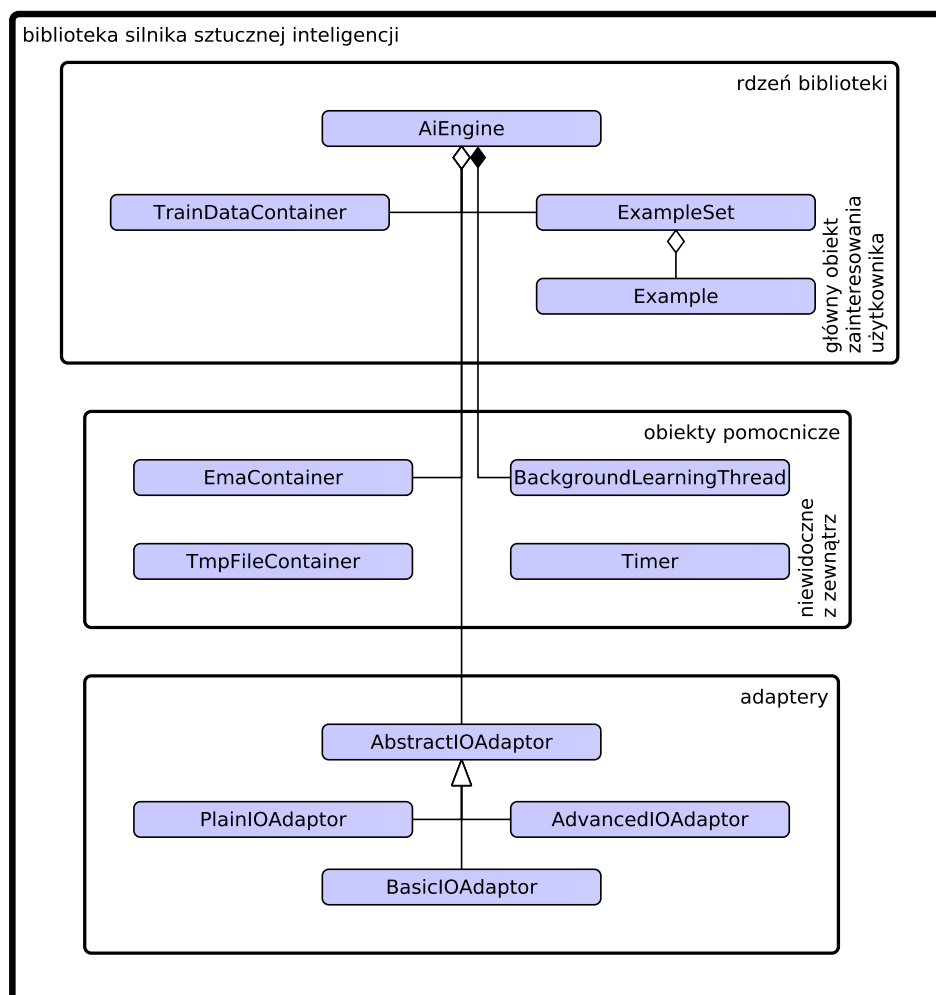 biblioteka silnika sztucznej inteligencji
rdzeń biblioteki
AiEngine
TrainDataContainer
ExampleSet
Example
główny obiekt
zainteresowania
użytkownika
obiekty pomocnicze
EmaContainer
BackgroundLearningThread
TmpFileContainer
Timer
niewidoczne
z zewnątrz
adaptery
AbstractIOAdaptor
PlainIOAdaptor
AdvancedIOAdaptor
BasicIOAdaptor